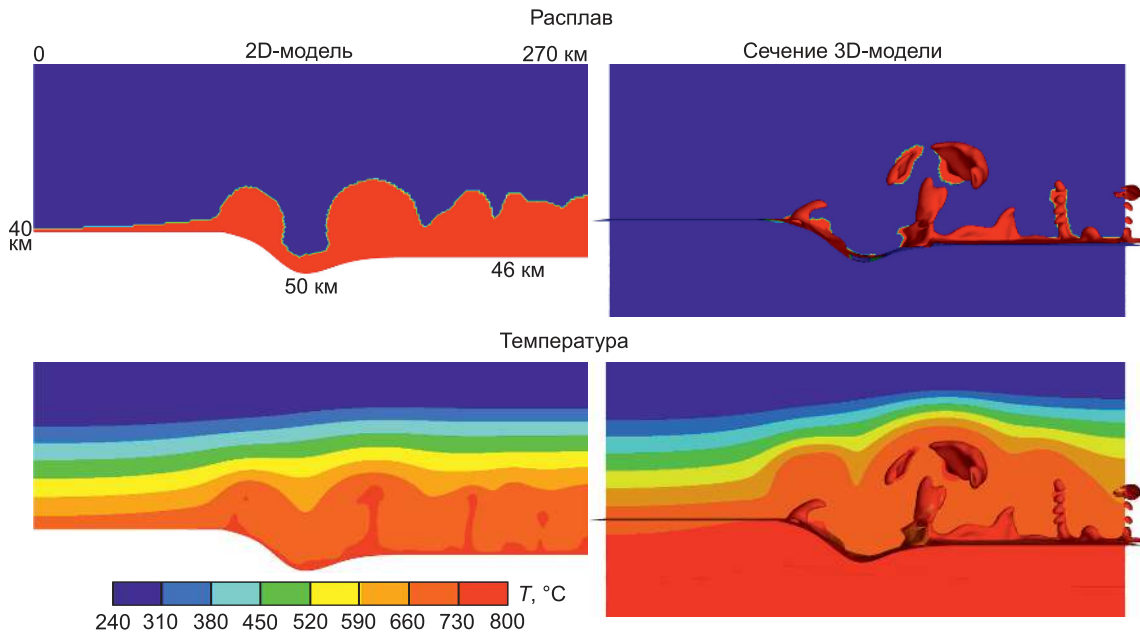 Расплав
0
2D-модель
270 км
Сечение 3D-модели
40
км
50 км
46 км
Температура
T, °C
240 310 380 450 520 590 660 730 800